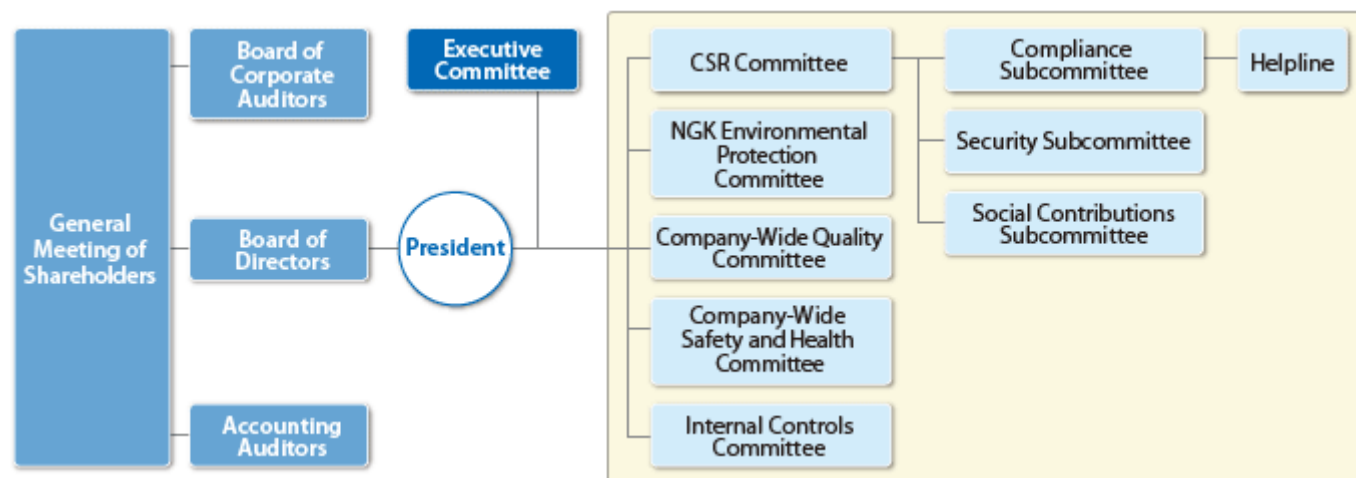 General
Meeting of
Shareholders
Board of
Corporate
Auditors
Board of
Directors
Accounting
Auditors
Executive
Committee
President
CSR Committee
NGK Environmental
Protection
Committee
Company-Wide Quality
Committee
Company-Wide
Safety and Health
Committee
Internal Controls
Committee
Compliance
Subcommittee
Security Subcommittee
Social Contributions
Subcommittee
Helpline